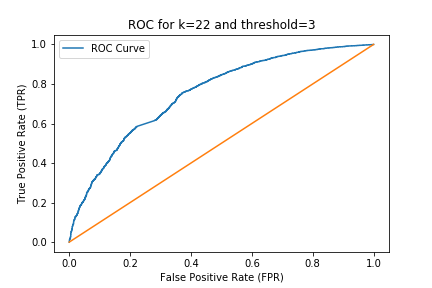 ROC for k=22 and threshold=3
ROC Curve
True Positive Rate (TPR)
1.0
0.8
0.6
0.4
0.2
0.0
0.0 0.2 0.4 0.6 0.8 1.0
False Positive Rate (FPR)